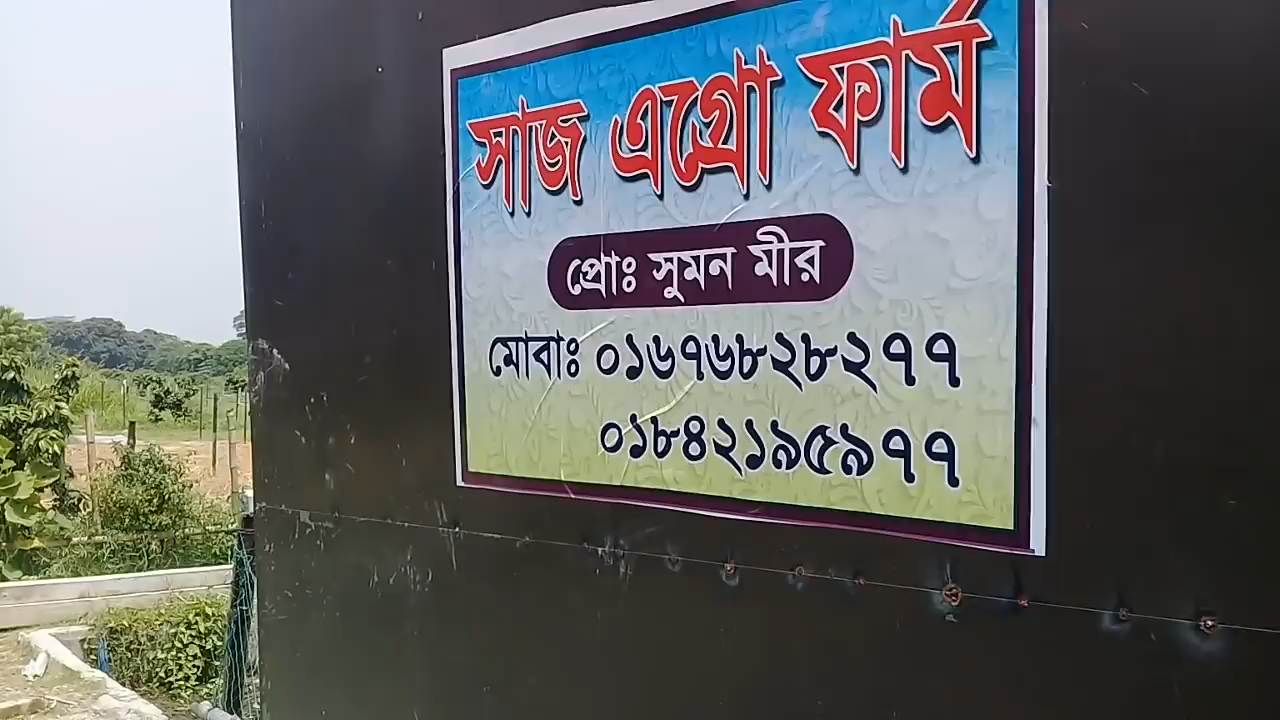 সাজ এগ্রো ফার্ম
প্রোঃ সুমন মীর
মোবাঃ ০১৬৭৬৮২৮২৭৭
০১৮৪২১৯৫৯৭৭